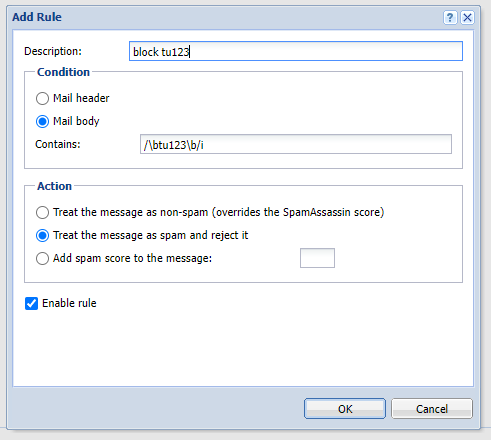 Add Rule
Description: block tu123
Condition
Mail header
Mail body
Contains: /\btu123\b/i
Action
Treat the message as non-spam (overrides the SpamAssassin score)
Treat the message as spam and reject it
Add spam score to the message:
Enable rule
OK Cancel